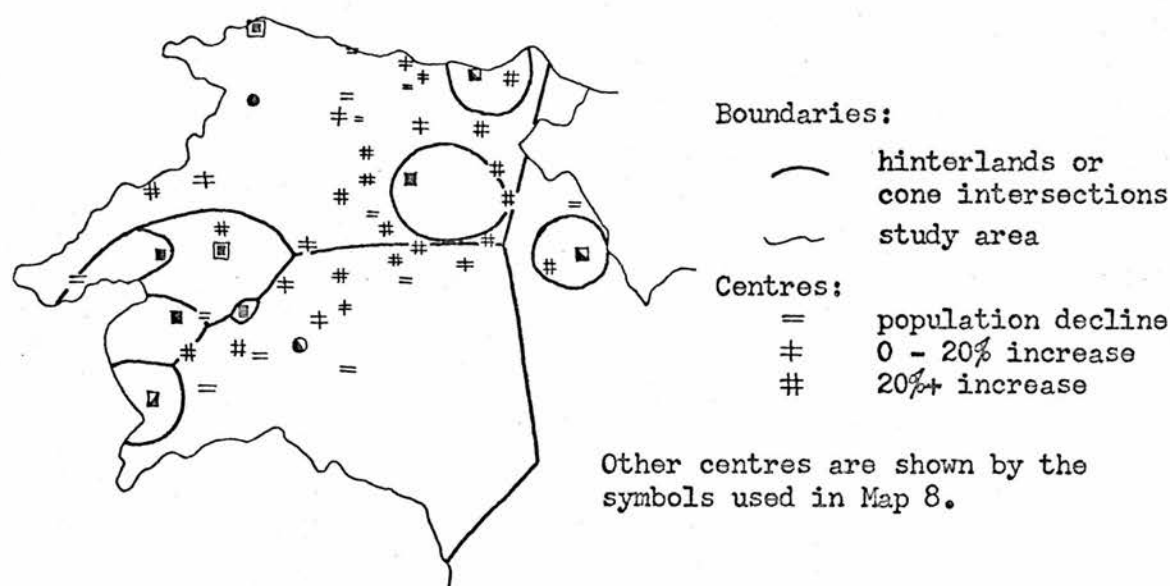 Boundaries:
hinterlands or
cone intersections
study area
Centres:
= population decline
‡ 0 - 20% increase
# 20%+ increase
Other centres are shown by the
symbols used in Map 8.